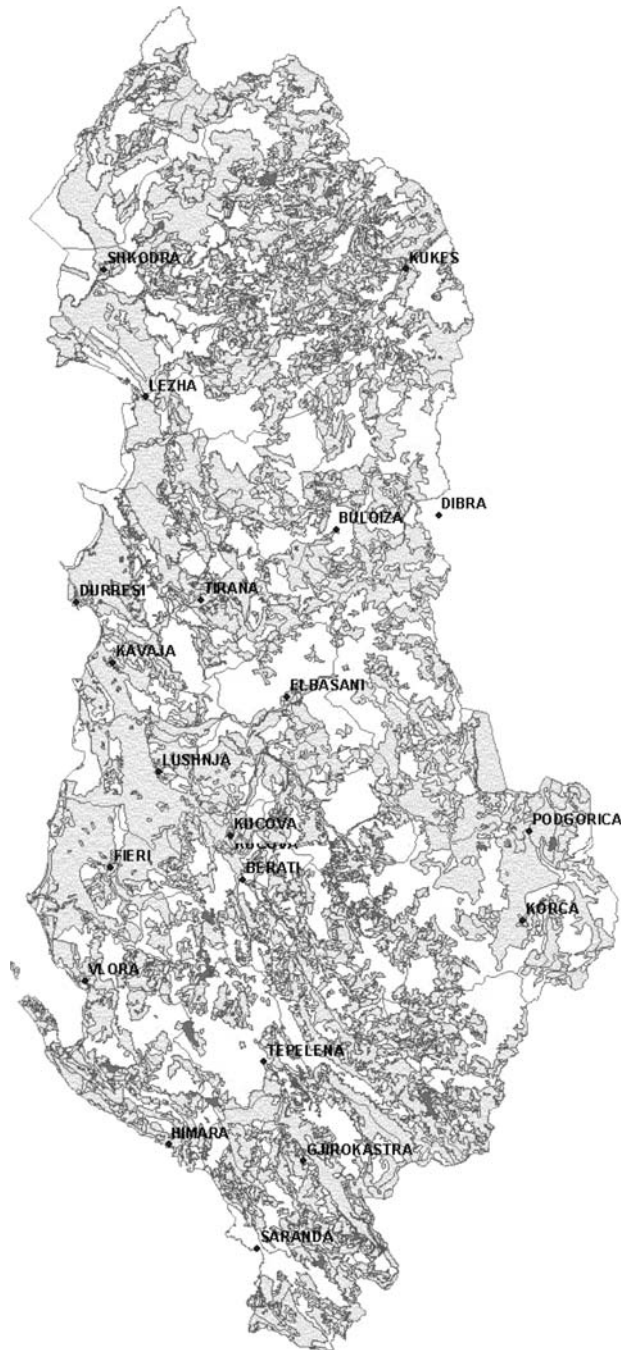 SHKODRA
KUKES
LEZHA
DIBRA
BULQIZA
DURRESI
TIRANA
KAVAJA
ELBASANI
LUSHNJA
PODGORICA
KUCOVA
KUCOVA
FIERI
BERATI
KORCA
VLORA
TEPELENA
HIMARA
GJIROKASTRA
SARANDA